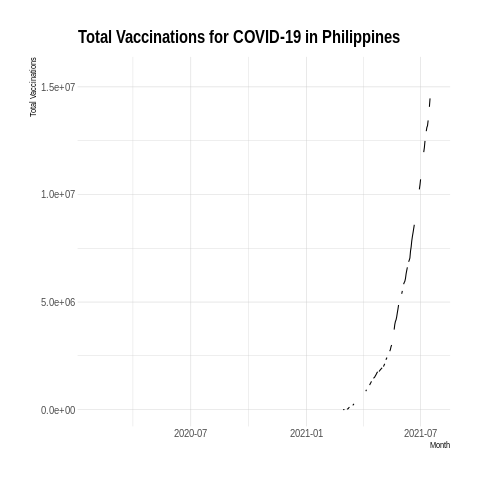 Total Vaccinations for COVID-19 in Philippines
Total Vaccinations
1.5e+07
1.0e+07
5.0e+06
0.0e+00
2020-07 2021-01 2021-07
Month